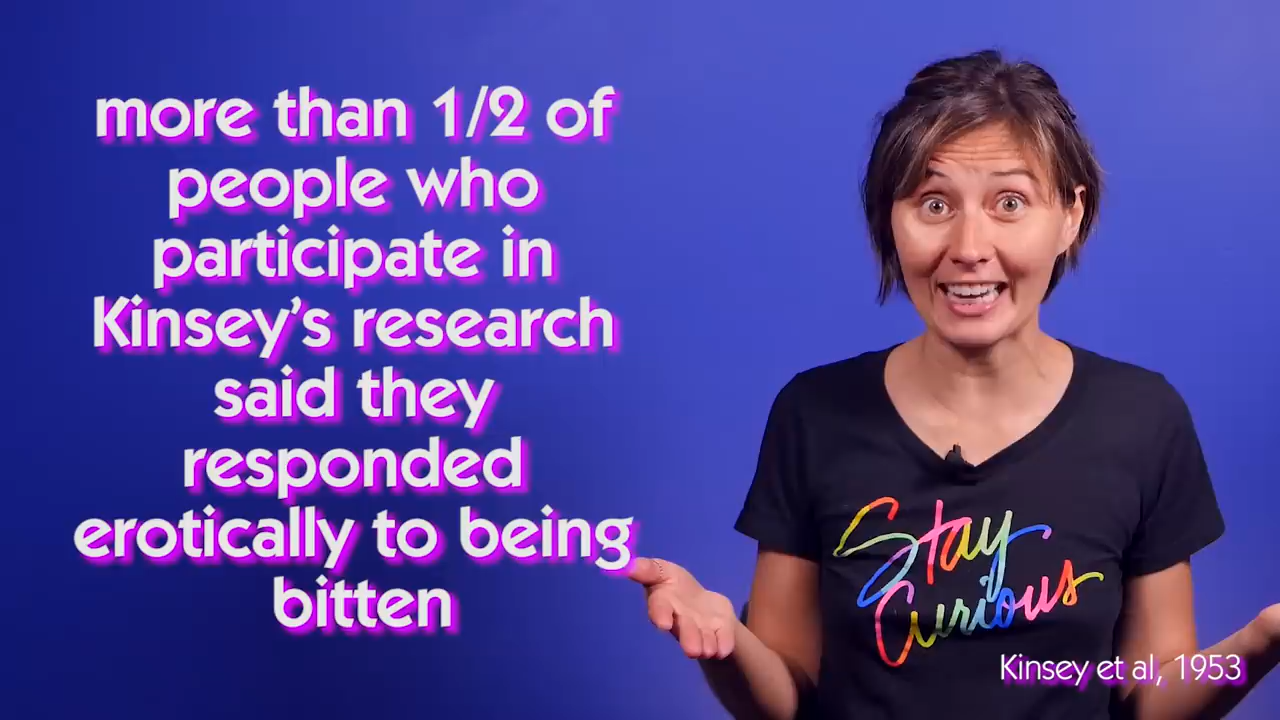 more than 1/2 of
people who
participate in
Kinsey's research
said they
responded
erotically to being
bitten
Stay
Curious
Kinsey et al, 1953